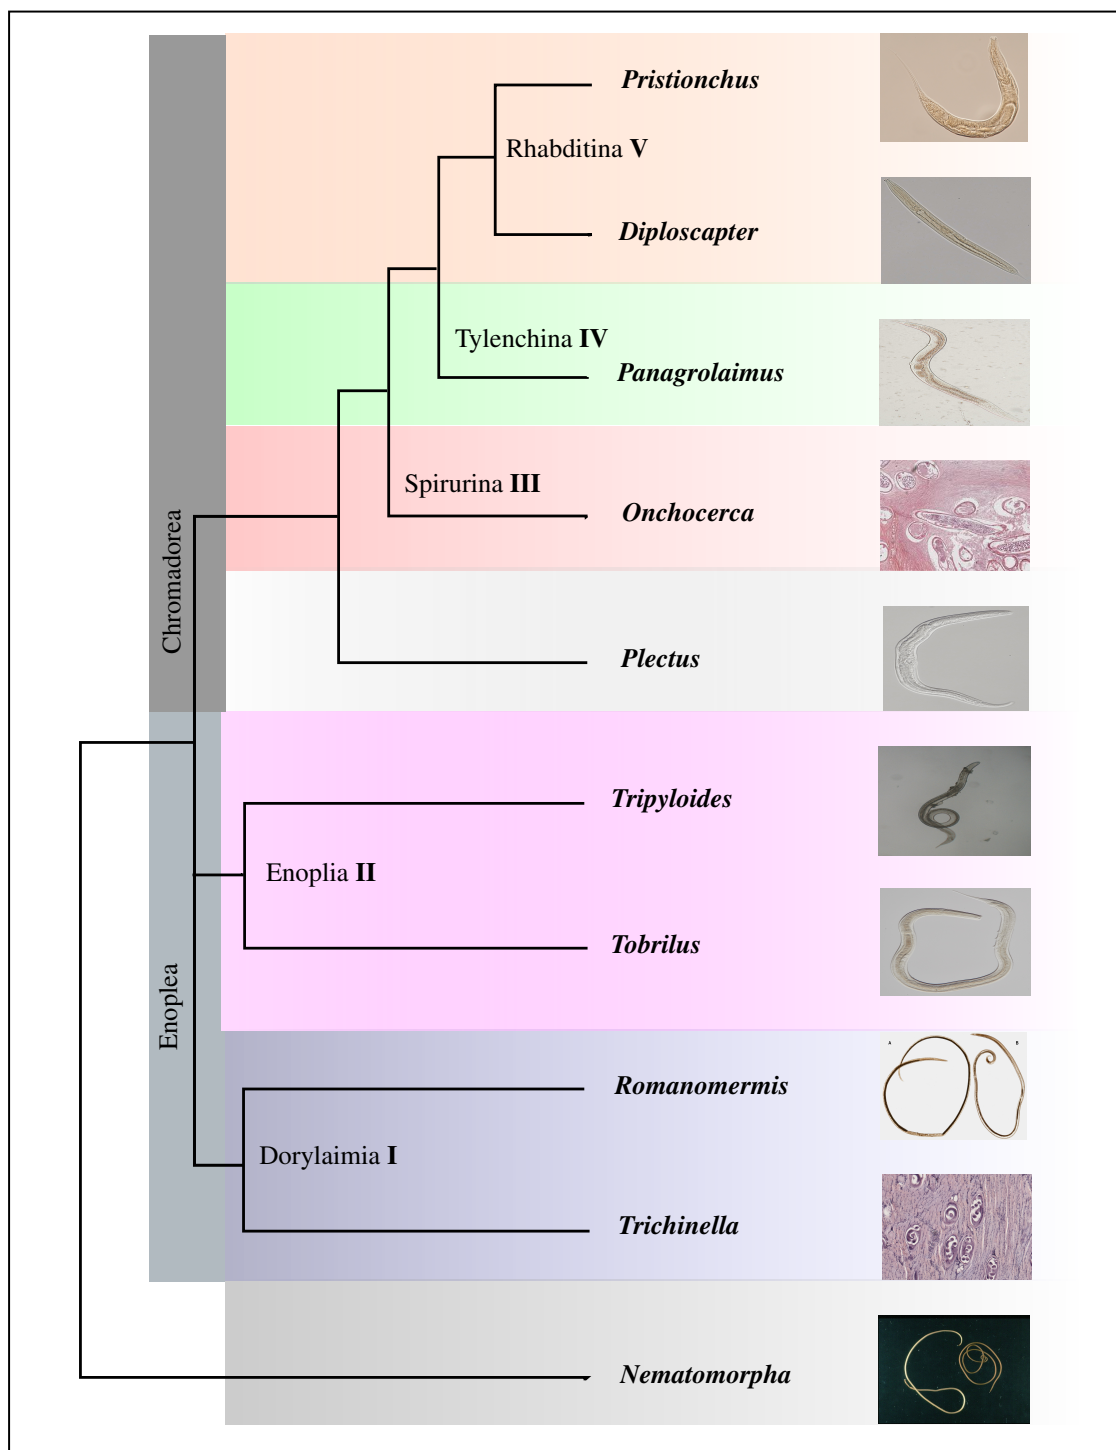 Pristionchus
Rhabditina V
Diploscapter
Tylenchina IV
Panagrolaimus
Spirurina III
Onchocerca
Chromadorea
Plectus
Tripyloides
Enoplia II
Tobrilus
Enoplea
A B
Romanomermis
Dorylaimia I
Trichinella
Nematomorpha